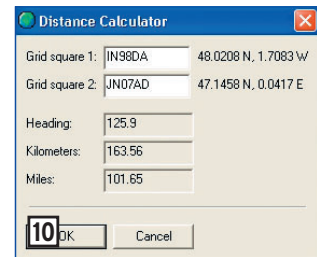 Distance Calculator
Grid square 1: IN98DA 48.0208 N, 1.7083 W
Grid square 2: JN07AD 47.1458 N, 0.0417 E
Heading: 125.9
Kilometers: 163.56
Miles: 101.65
10 OK Cancel